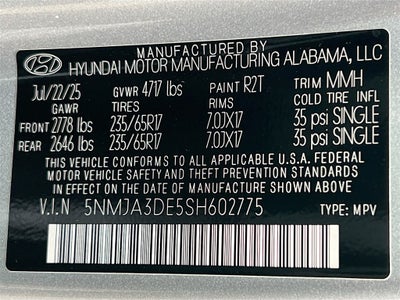 MANUFACTURED BY
HYUNDAI MOTOR MANUFACTURING ALABAMA, LLC
Jul/22/25 GVWR 4717 lbs PAINT R2T TRIM MMH
GAWR TIRES RIMS COLD TIRE INFL
FRONT 2778 lbs 235/65R17 7.0JX17 35 psi SINGLE
REAR 2646 lbs 235/65R17 7.0JX17 35 psi SINGLE
THIS VEHICLE CONFORMS TO ALL APPLICABLE U.S.A. FEDERAL
MOTOR VEHICLE SAFETY AND THEFT PREVENTION STANDARDS
IN EFFECT ON THE DATE OF MANUFACTURE SHOWN ABOVE.
V.I.N 5NMJA3DE5SH602775 TYPE: MPV